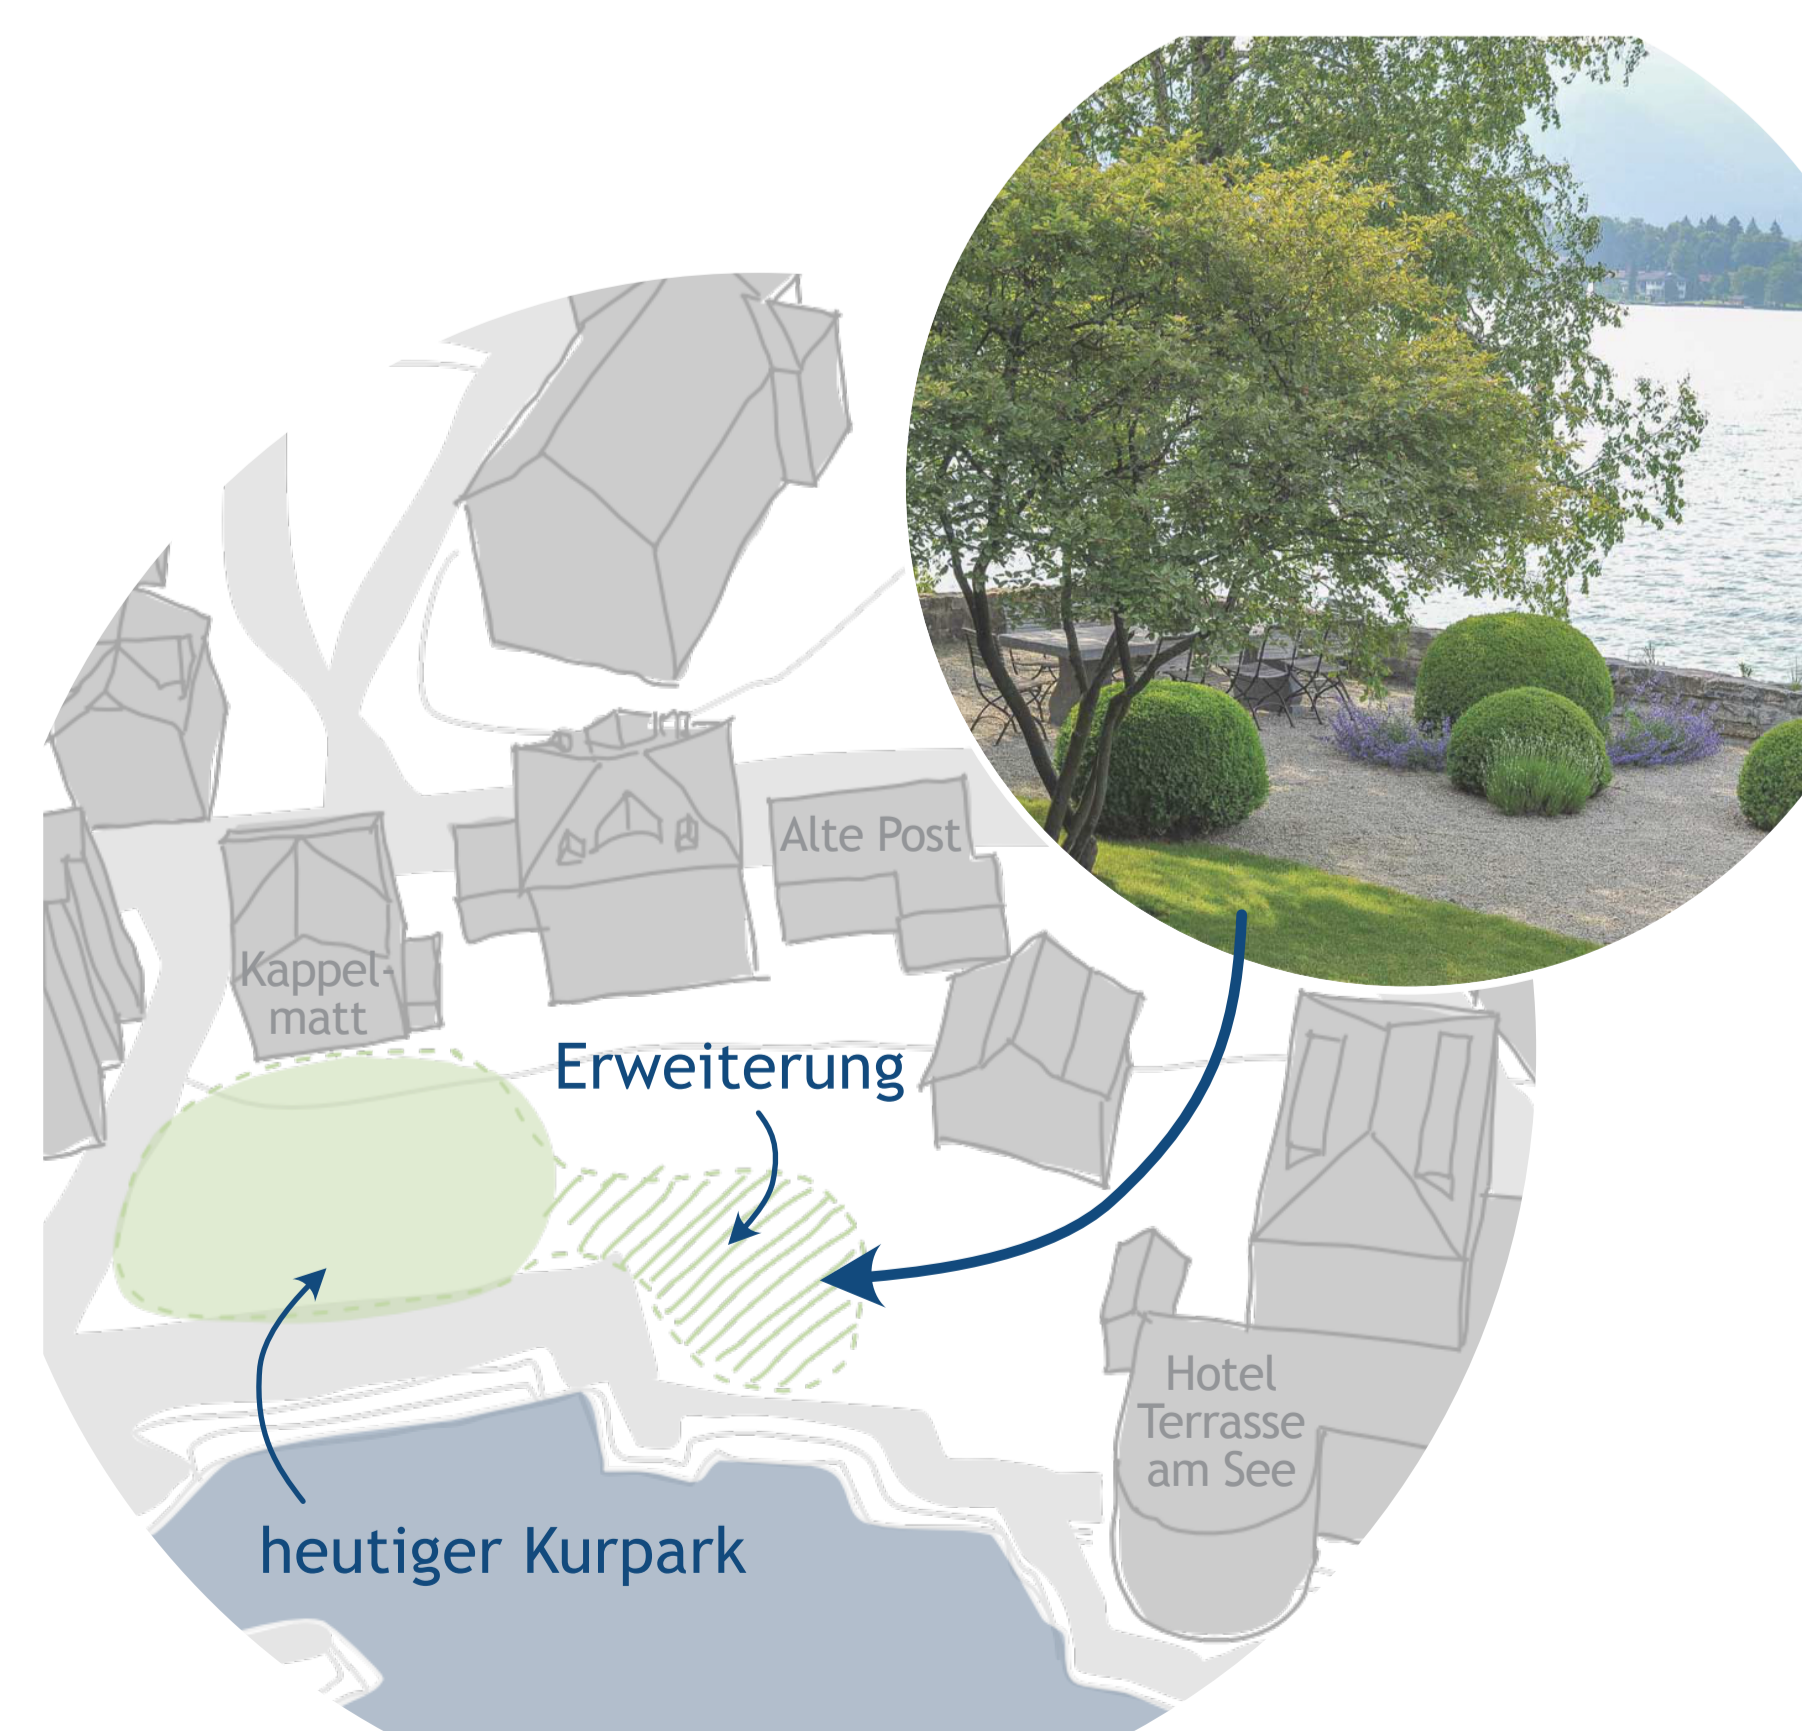 Alte Post
Kappel-
matt
Erweiterung
Hotel
Terrasse
am See
heutiger Kurpark